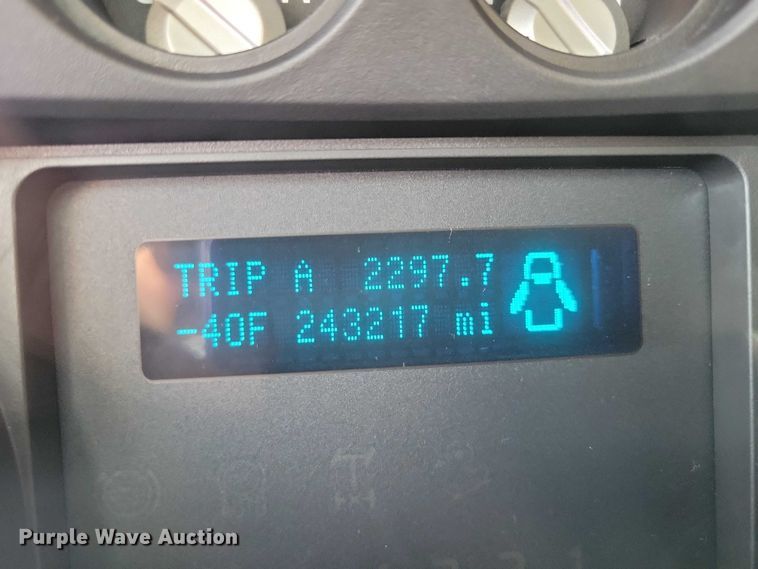 TRIP A 2297.7
-40F 243217 mi
Purple Wave Auction